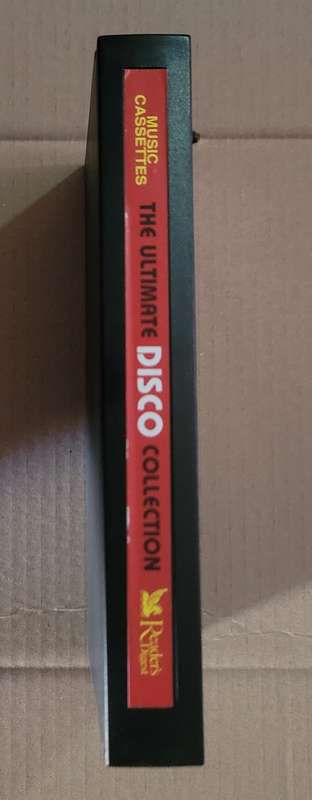 MUSIC
CASSETTES
THE ULTIMATE DISCO COLLECTION
Reader's
Digest